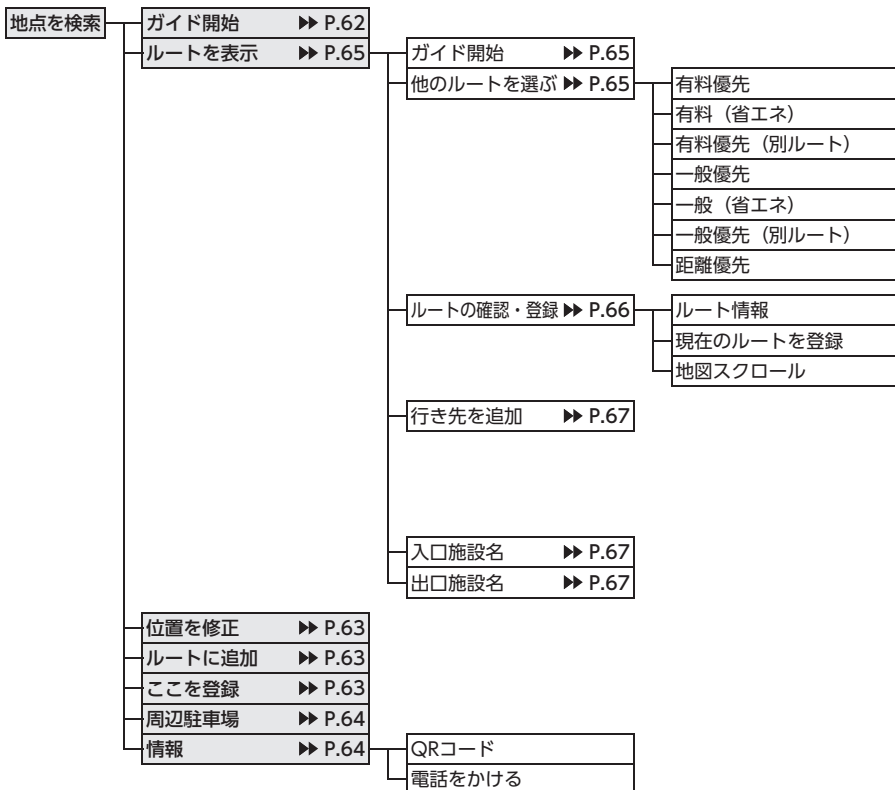 地点を検索
ガイド開始 ▶▶ P.62
ルートを表示 ▶▶ P.65
ガイド開始 ▶▶ P.65
他のルートを選ぶ ▶▶ P.65
有料優先
有料（省エネ）
有料優先（別ルート）
一般優先
一般（省エネ）
一般優先（別ルート）
距離優先
ルートの確認・登録 ▶▶ P.66
ルート情報
現在のルートを登録
地図スクロール
行き先を追加 ▶▶ P.67
入口施設名 ▶▶ P.67
出口施設名 ▶▶ P.67
位置を修正 ▶▶ P.63
ルートに追加 ▶▶ P.63
ここを登録 ▶▶ P.63
周辺駐車場 ▶▶ P.64
情報 ▶▶ P.64
QRコード
電話をかける